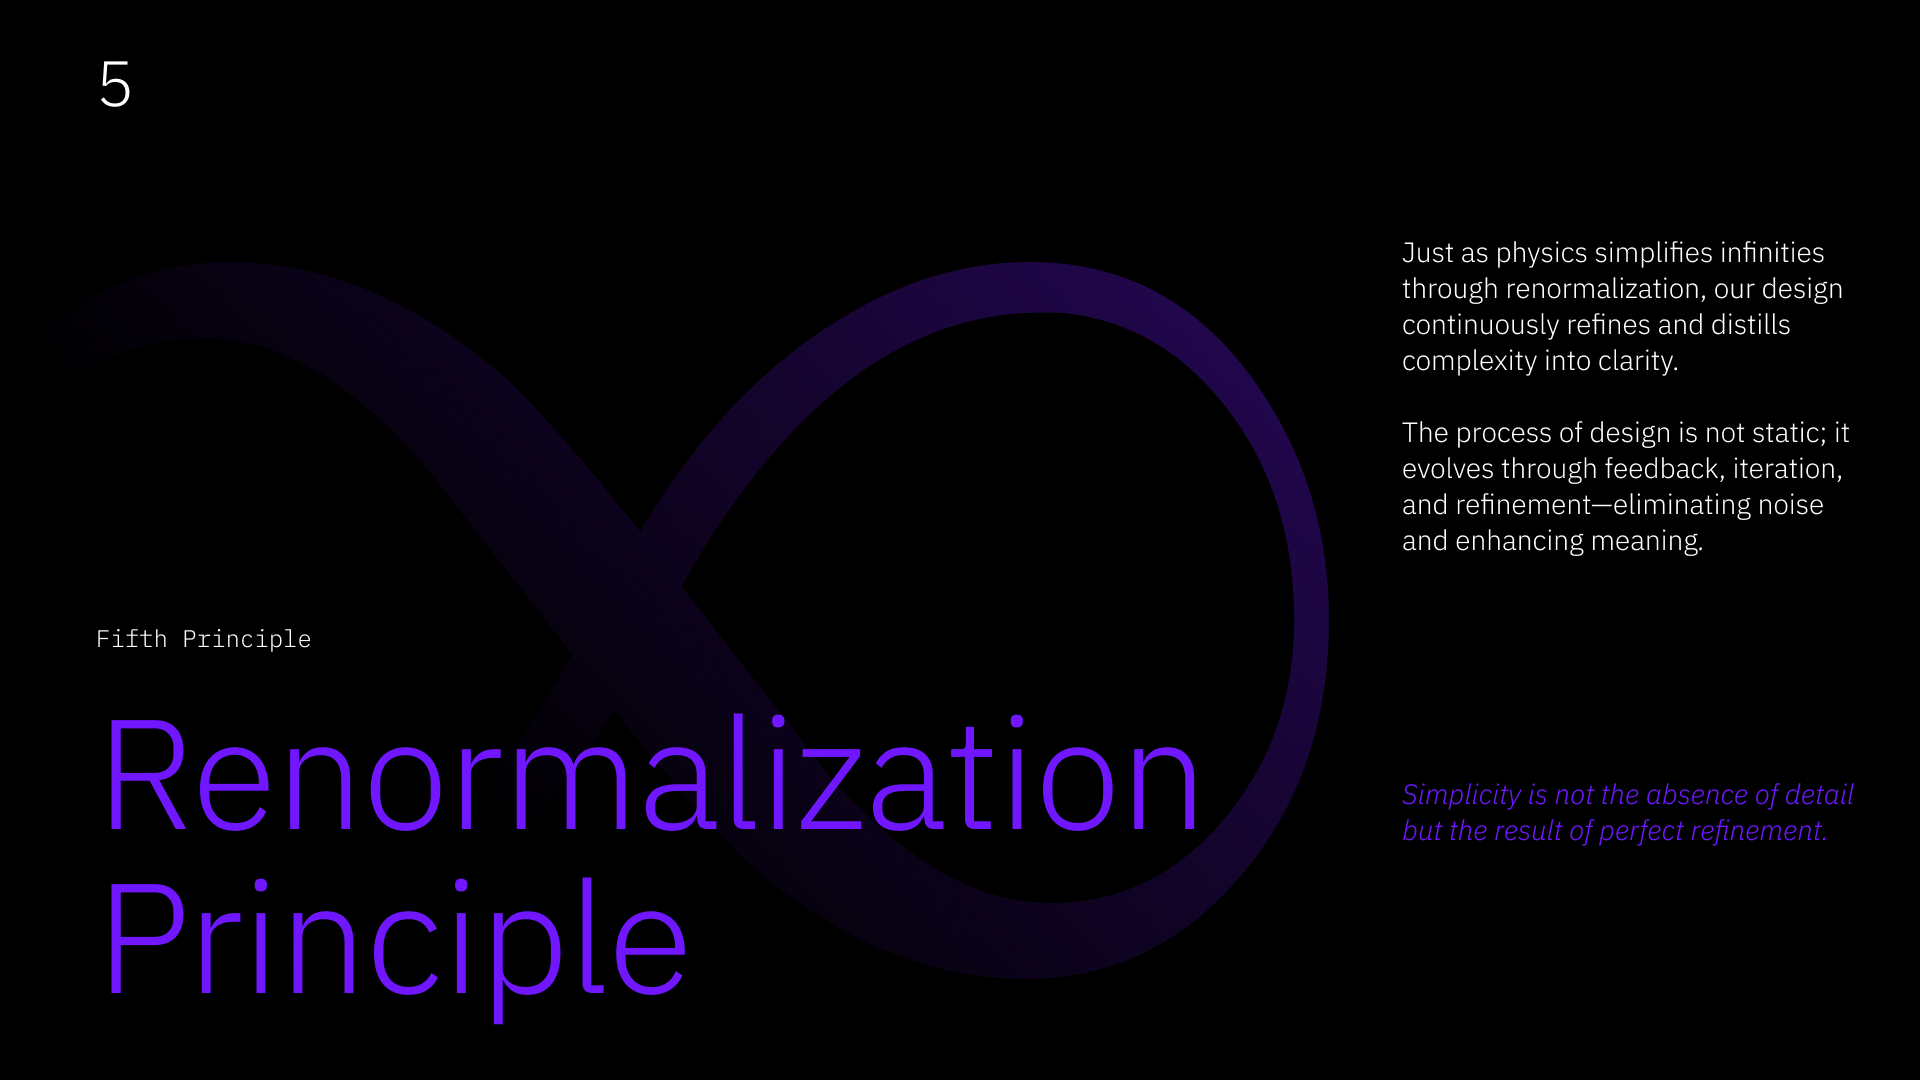 5
Fifth Principle
Renormalization
Principle
Just as physics simplifies infinities
through renormalization, our design
continuously refines and distills
complexity into clarity.
The process of design is not static; it
evolves through feedback, iteration,
and refinement—eliminating noise
and enhancing meaning.
Simplicity is not the absence of detail
but the result of perfect refinement.